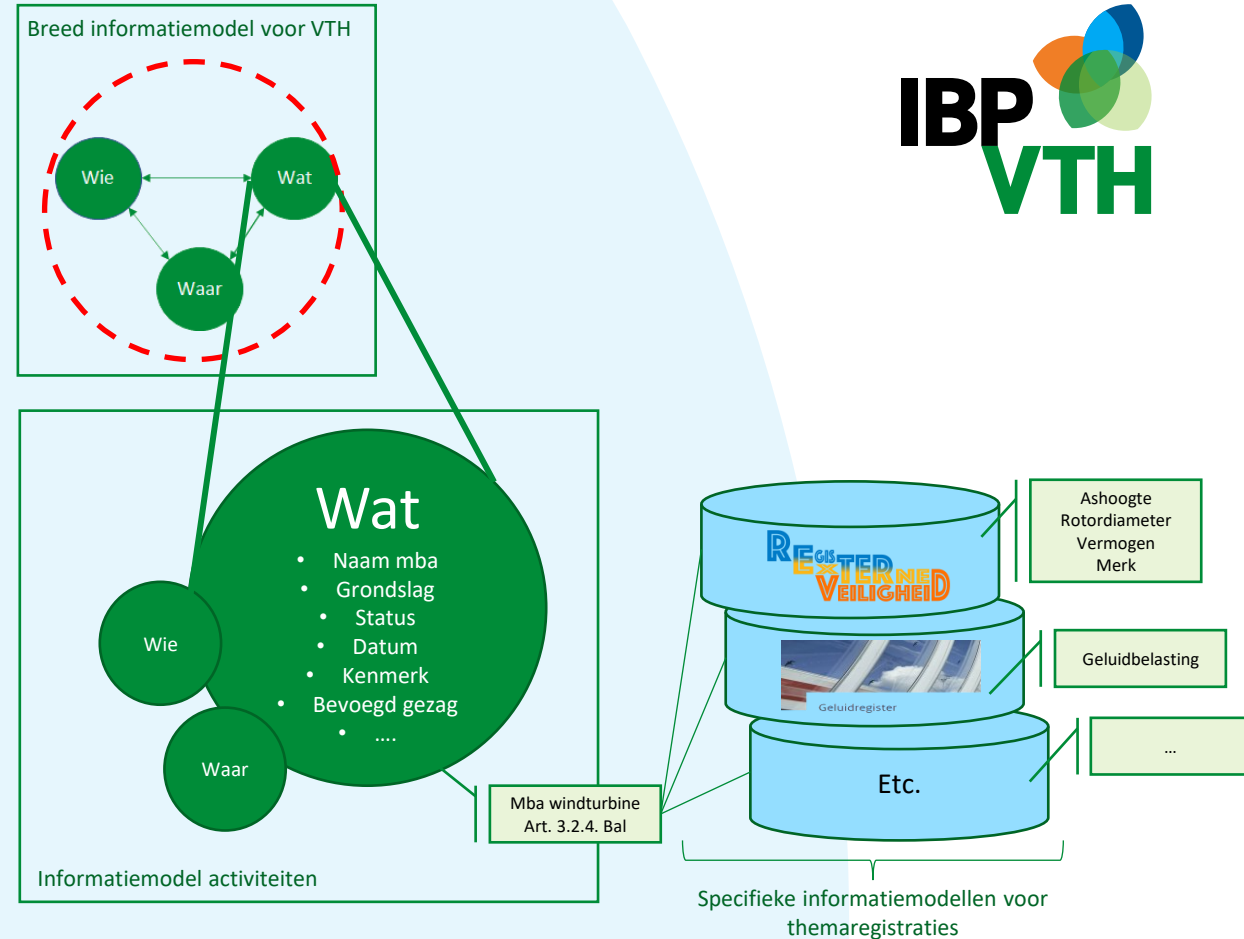 Breed informatiemodel voor VTH
Wie
Wat
Waar
IBP
VTH
Wat
• Naam mba
• Grondslag
• Status
• Datum
• Kenmerk
• Bevoegd gezag
• ….
Wie
Waar
Mba windturbine
Art. 3.2.4. Bal
Informatiemodel activiteiten
REGISTER
EXTERNE
VEILIGHEID
Geluidregister
Etc.
Ashoogte
Rotordiameter
Vermogen
Merk
Geluidbelasting
…
Specifieke informatiemodellen voor
themaregistraties